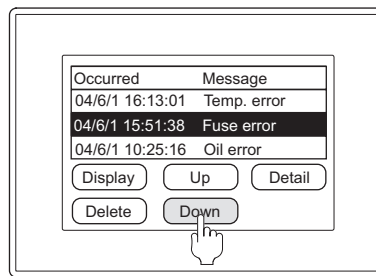 Occurred Message
04/6/1 16:13:01 Temp. error
04/6/1 15:51:38 Fuse error
04/6/1 10:25:16 Oil error
Display Up Detail
Delete Down